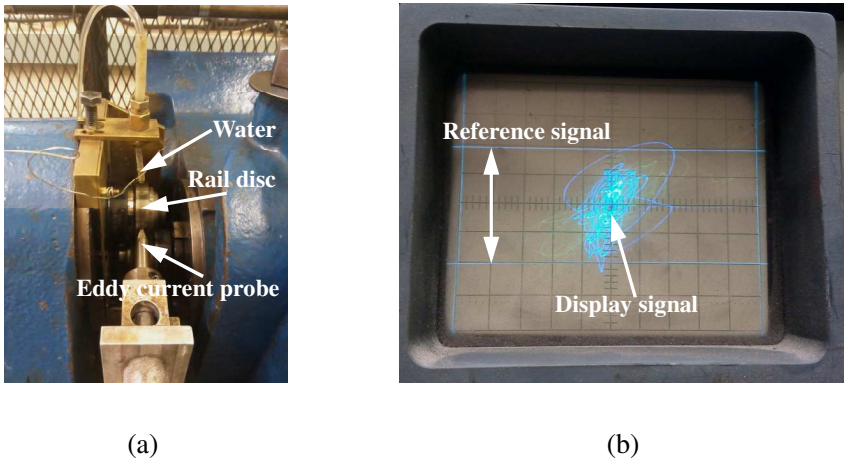 Water
Rail disc
Eddy current probe
Reference signal
Display signal
(a)
(b)